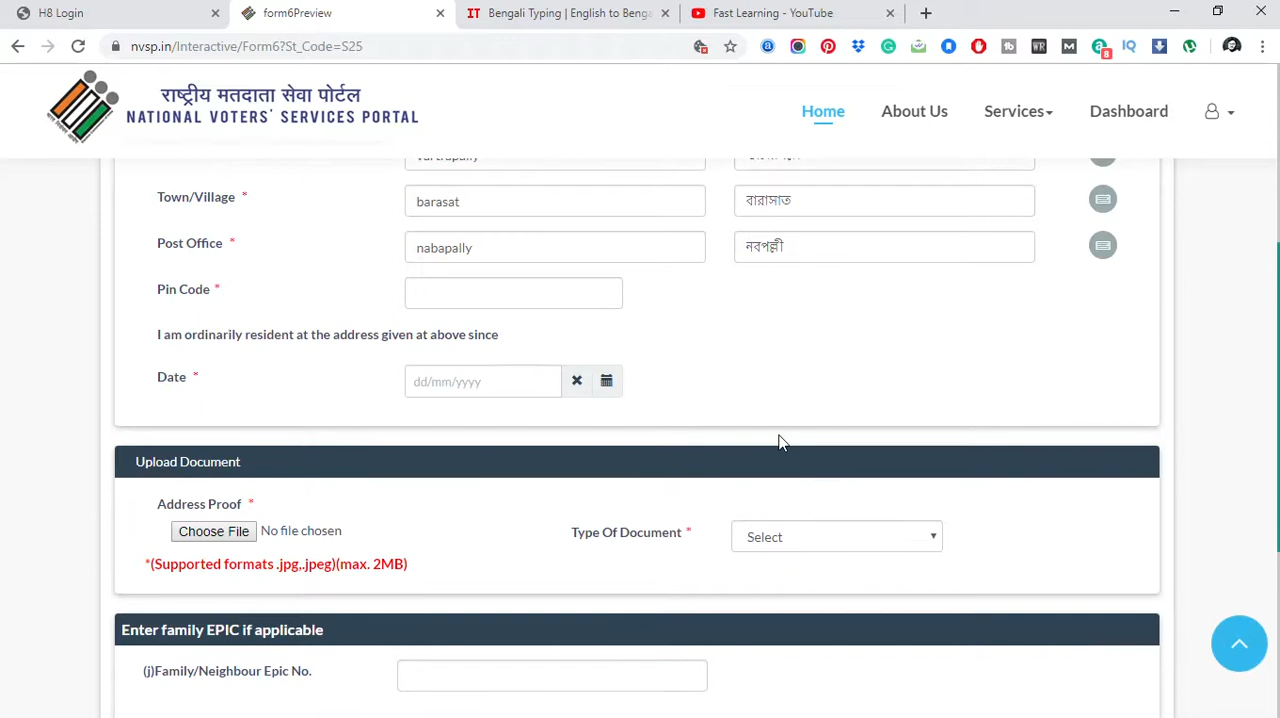 H8 Login
form6Preview
Bengali Typing | English to Beng
Fast Learning - YouTube
nvsp.in/Interactive/Form6?St_Code=S25
8
राष्ट्रीय मतदाता सेवा पोर्टल
NATIONAL VOTERS' SERVICES PORTAL
Home
About Us
Services
Dashboard
Town/Village *
barasat
বারাসাত
Post Office *
nabapally
নবপল্লী
Pin Code *
I am ordinarily resident at the address given at above since
Date *
dd/mm/yyyy
Upload Document
Address Proof *
Choose File No file chosen
Type Of Document *
Select
*(Supported formats .jpg,.jpeg)(max. 2MB)
Enter family EPIC if applicable
(j)Family/Neighbour Epic No.